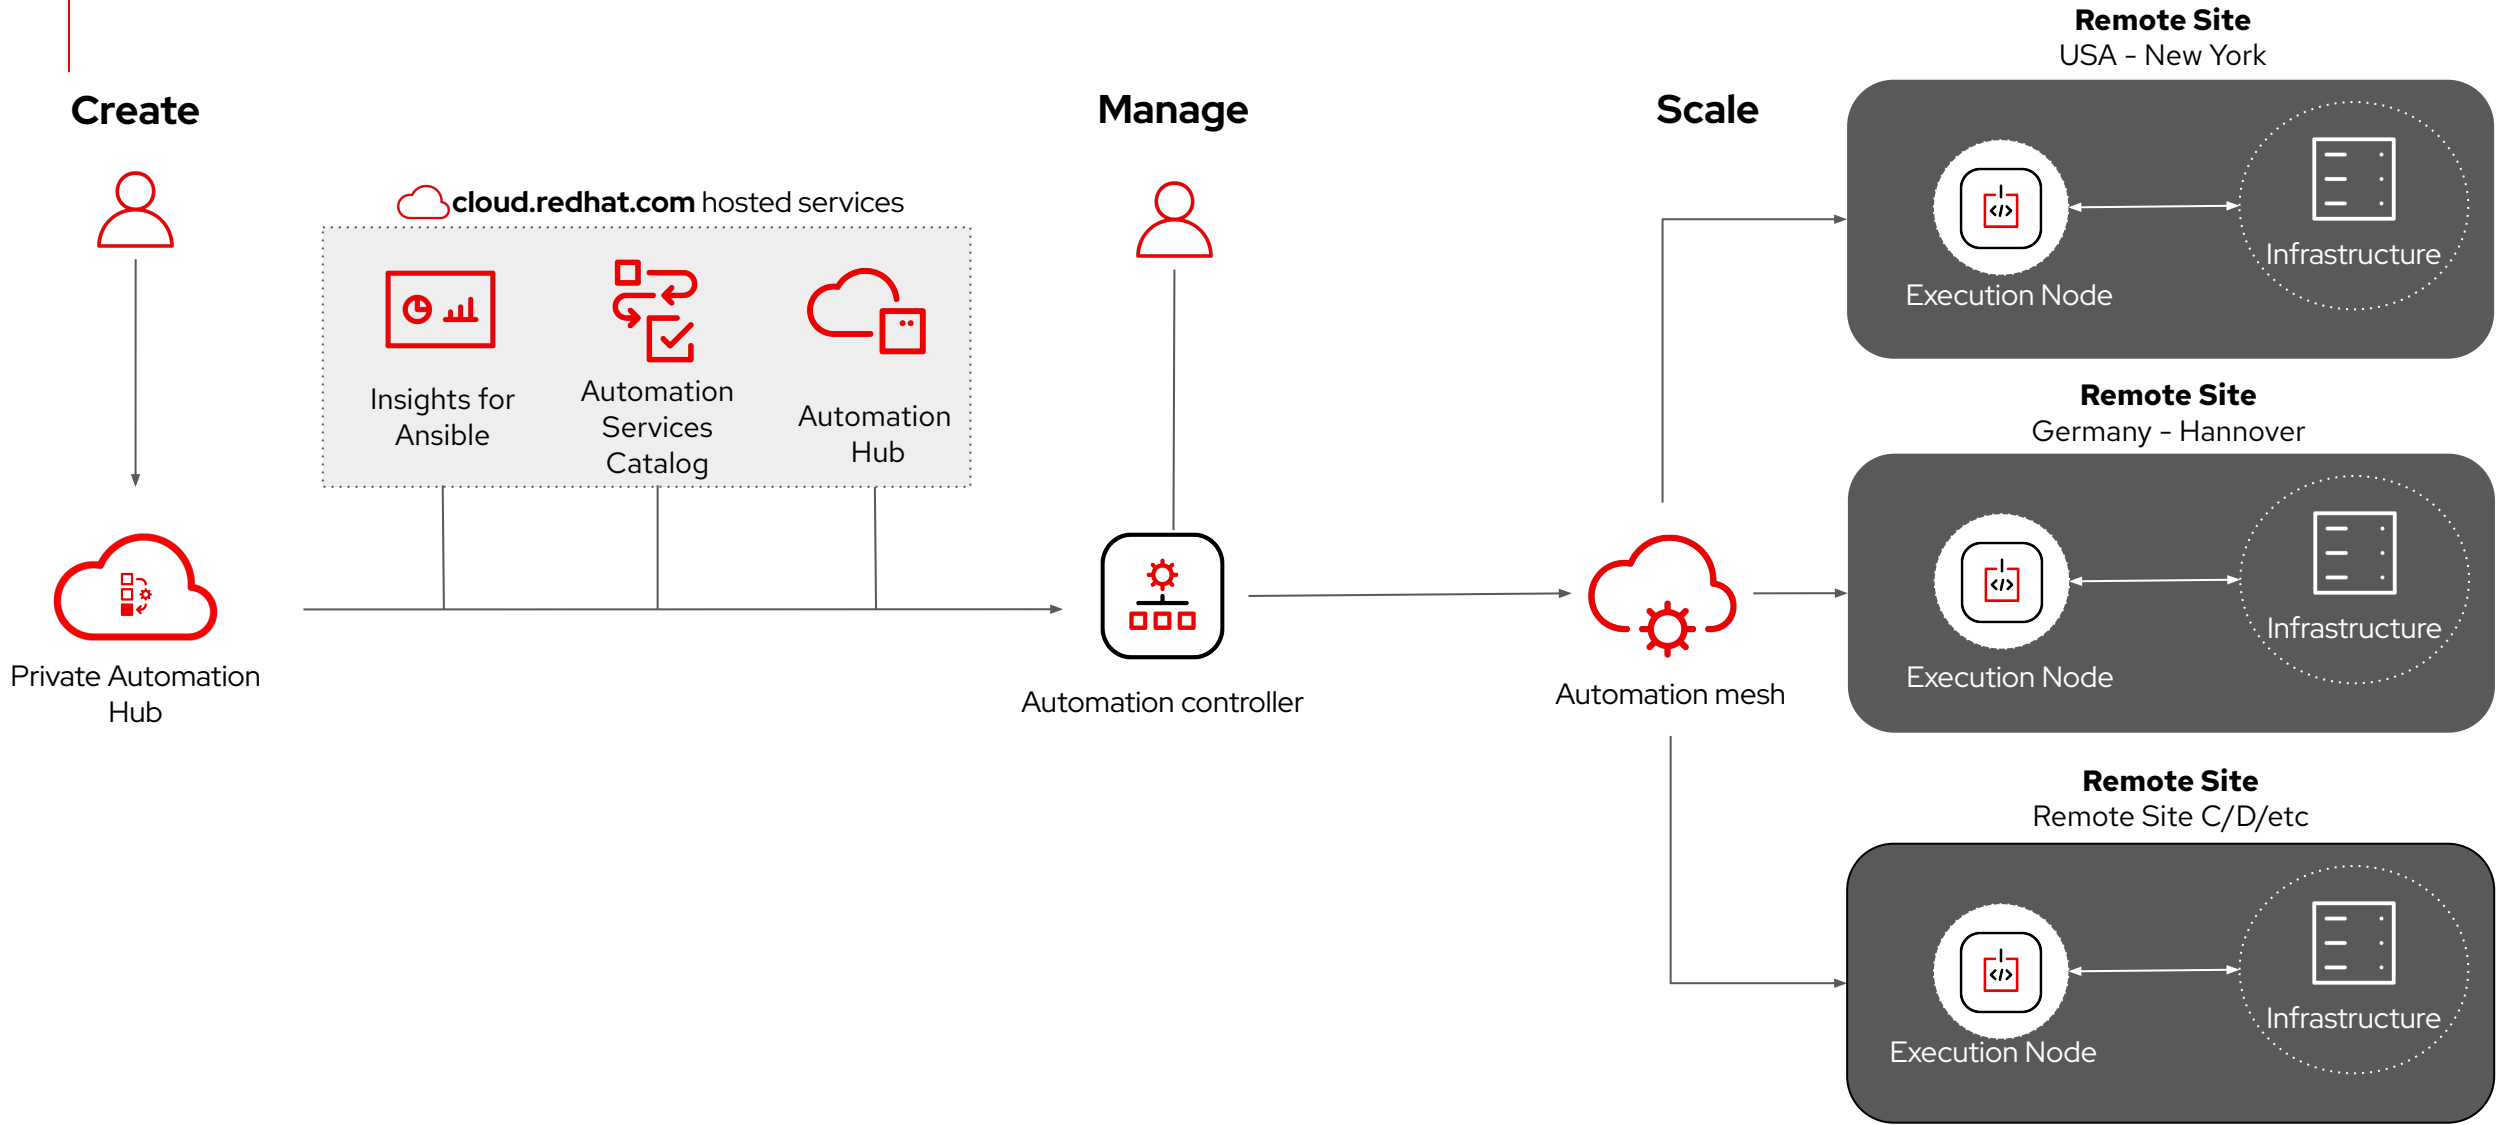 Create
Private Automation
Hub
cloud.redhat.com hosted services
Insights for
Ansible
Automation
Services
Catalog
Automation
Hub
Manage
Automation controller
Scale
Automation mesh
Remote Site
USA - New York
</>
Execution Node
Infrastructure
Remote Site
Germany - Hannover
</>
Execution Node
Infrastructure
Remote Site
Remote Site C/D/etc
</>
Execution Node
Infrastructure